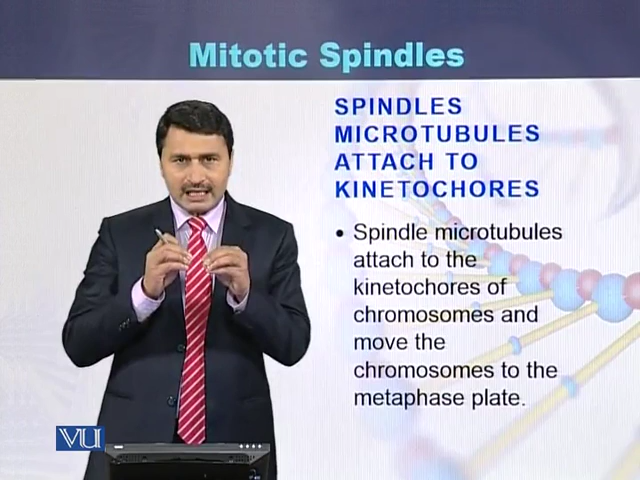 Mitotic Spindles
SPINDLES
MICROTUBULES
ATTACH TO
KINETOCHORES
• Spindle microtubules
attach to the
kinetochores of
chromosomes and
move the
chromosomes to the
metaphase plate.
VU